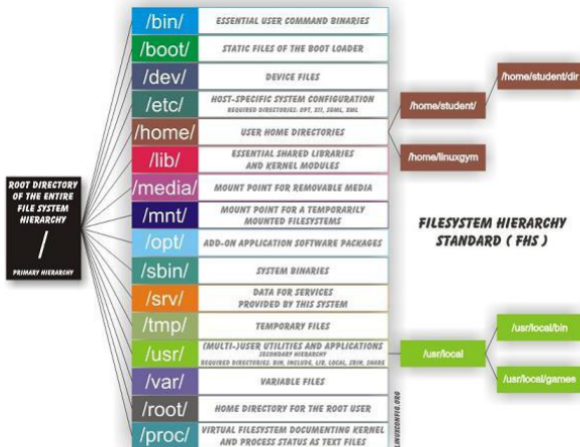 ROOT DIRECTORY
OF THE ENTIRE
FILE SYSTEM
HIERARCHY
/
PRIMARY HIERARCHY
/bin/ ESSENTIAL USER COMMAND BINARIES
/boot/ STATIC FILES OF THE BOOT LOADER
/dev/ DEVICE FILES
/etc/ HOST-SPECIFIC SYSTEM CONFIGURATION
REQUIRED DIRECTORIES: OPT, X11, SGML, XML
/home/ USER HOME DIRECTORIES
/lib/ ESSENTIAL SHARED LIBRARIES
AND KERNEL MODULES
/media/ MOUNT POINT FOR REMOVABLE MEDIA
/mnt/ MOUNT POINT FOR A TEMPORARILY
MOUNTED FILESYSTEMS
/opt/ ADD-ON APPLICATION SOFTWARE PACKAGES
/sbin/ SYSTEM BINARIES
/srv/ DATA FOR SERVICES
PROVIDED BY THIS SYSTEM
/tmp/ TEMPORARY FILES
/usr/ (MULTI-)USER UTILITIES AND APPLICATIONS
SECONDARY HIERARCHY
REQUIRED DIRECTORIES: BIN, INCLUDE, LIB, LOCAL, SBIN, SHARE
/var/ VARIABLE FILES
/root/ HOME DIRECTORY FOR THE ROOT USER
/proc/ VIRTUAL FILESYSTEM DOCUMENTING KERNEL
AND PROCESS STATUS AS TEXT FILES
LINUXCONFIG.ORG
/home/student/
/home/student/dir
/home/linuxgym
FILESYSTEM HIERARCHY
STANDARD ( FHS )
/usr/local
/usr/local/bin
/usr/local/games